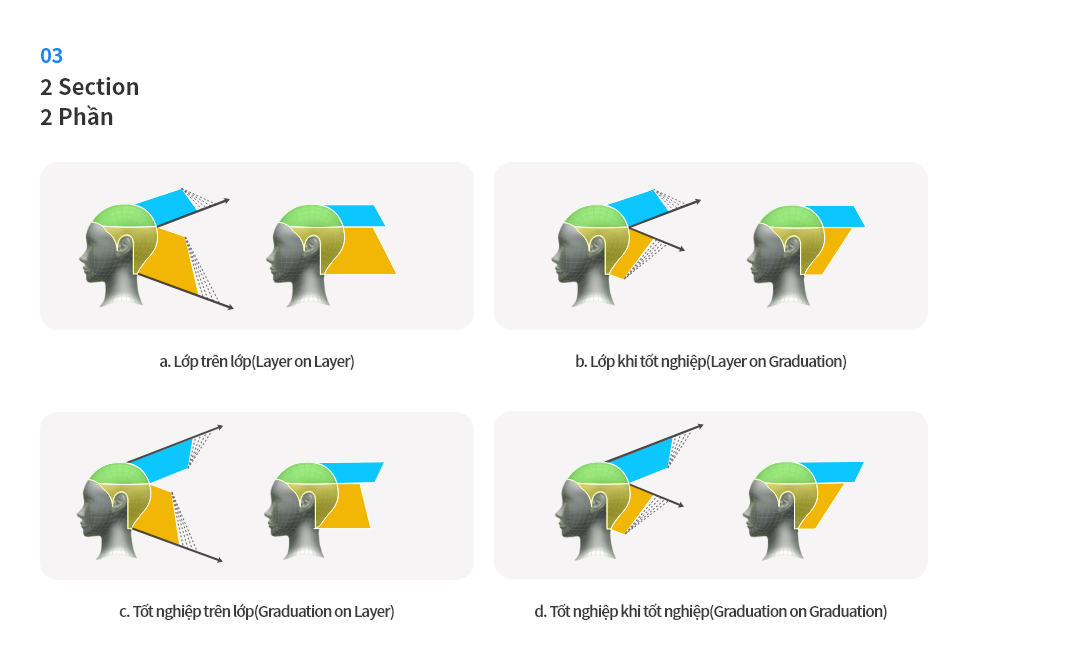 03
2 Section
2 Phần
a. Lớp trên lớp(Layer on Layer)
b. Lớp khi tốt nghiệp(Layer on Graduation)
c. Tốt nghiệp trên lớp(Graduation on Layer)
d. Tốt nghiệp khi tốt nghiệp(Graduation on Graduation)